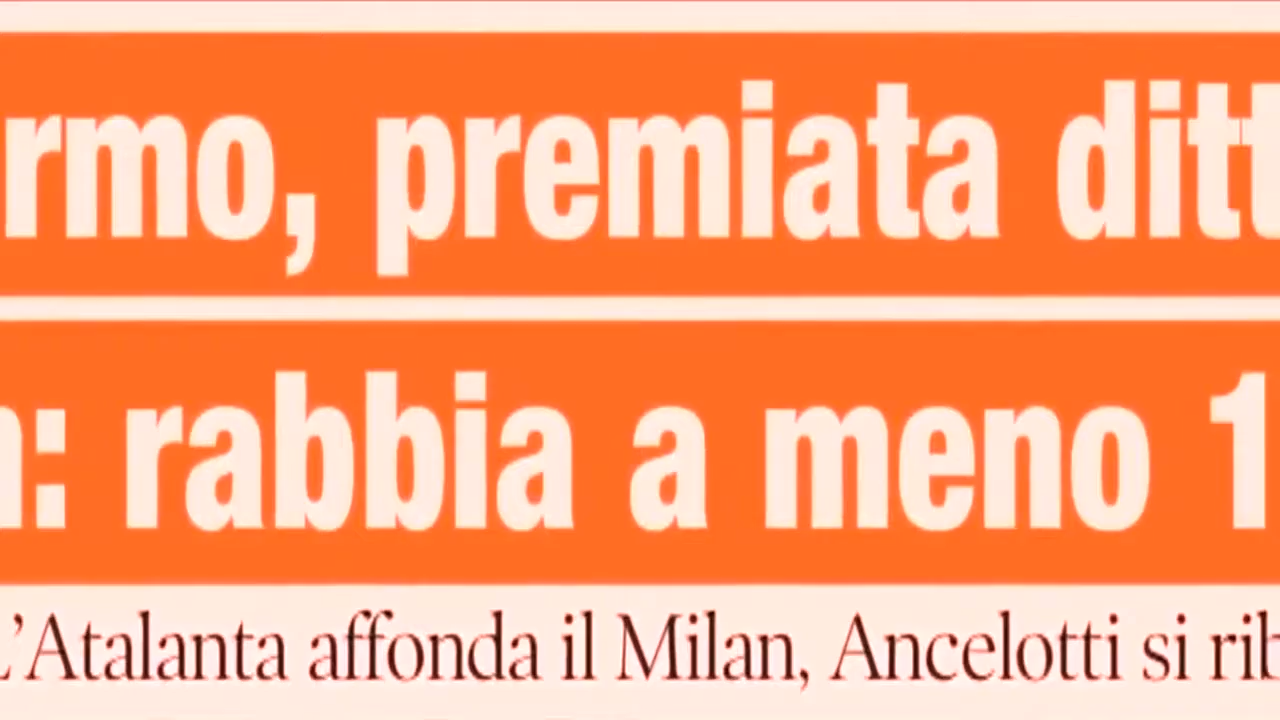 rmo, premiata ditt
: rabbia a meno 1
L'Atalanta affonda il Milan, Ancelotti si rib